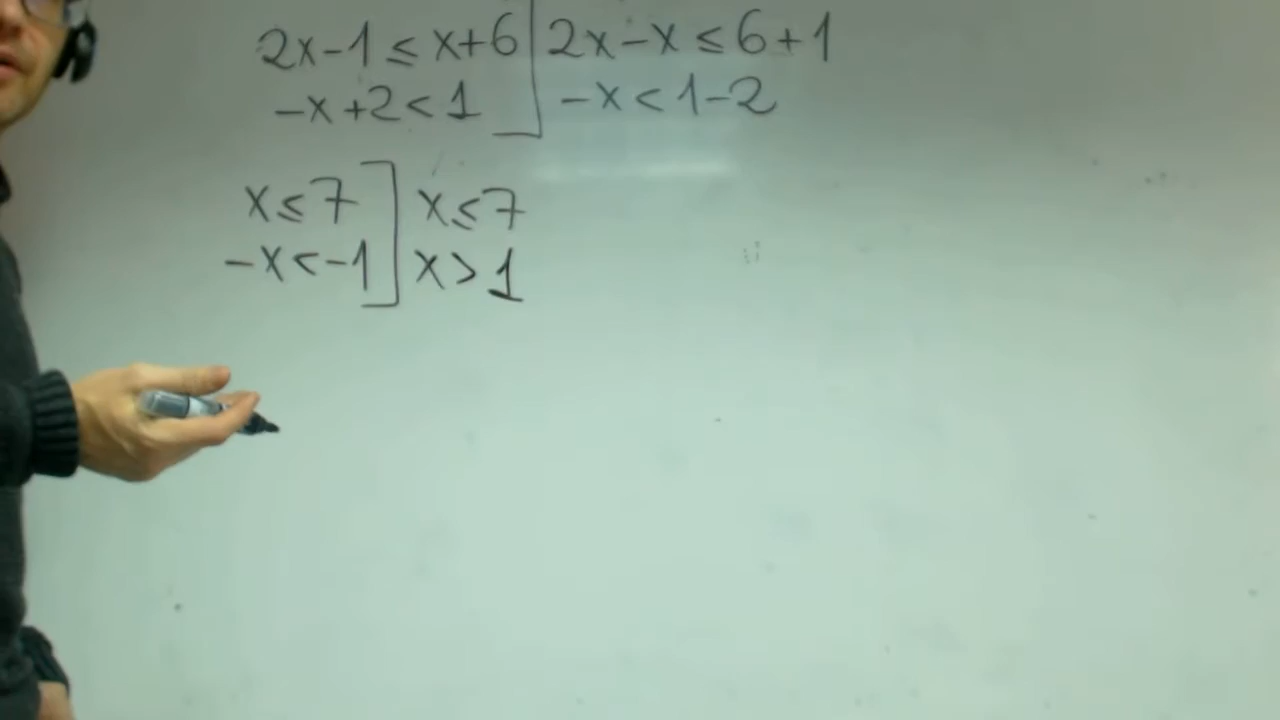 2x-1≤x+6 2x-x≤6+1
-x+2<1 -x<1-2
x≤7 x≤7
-x<-1 x>1